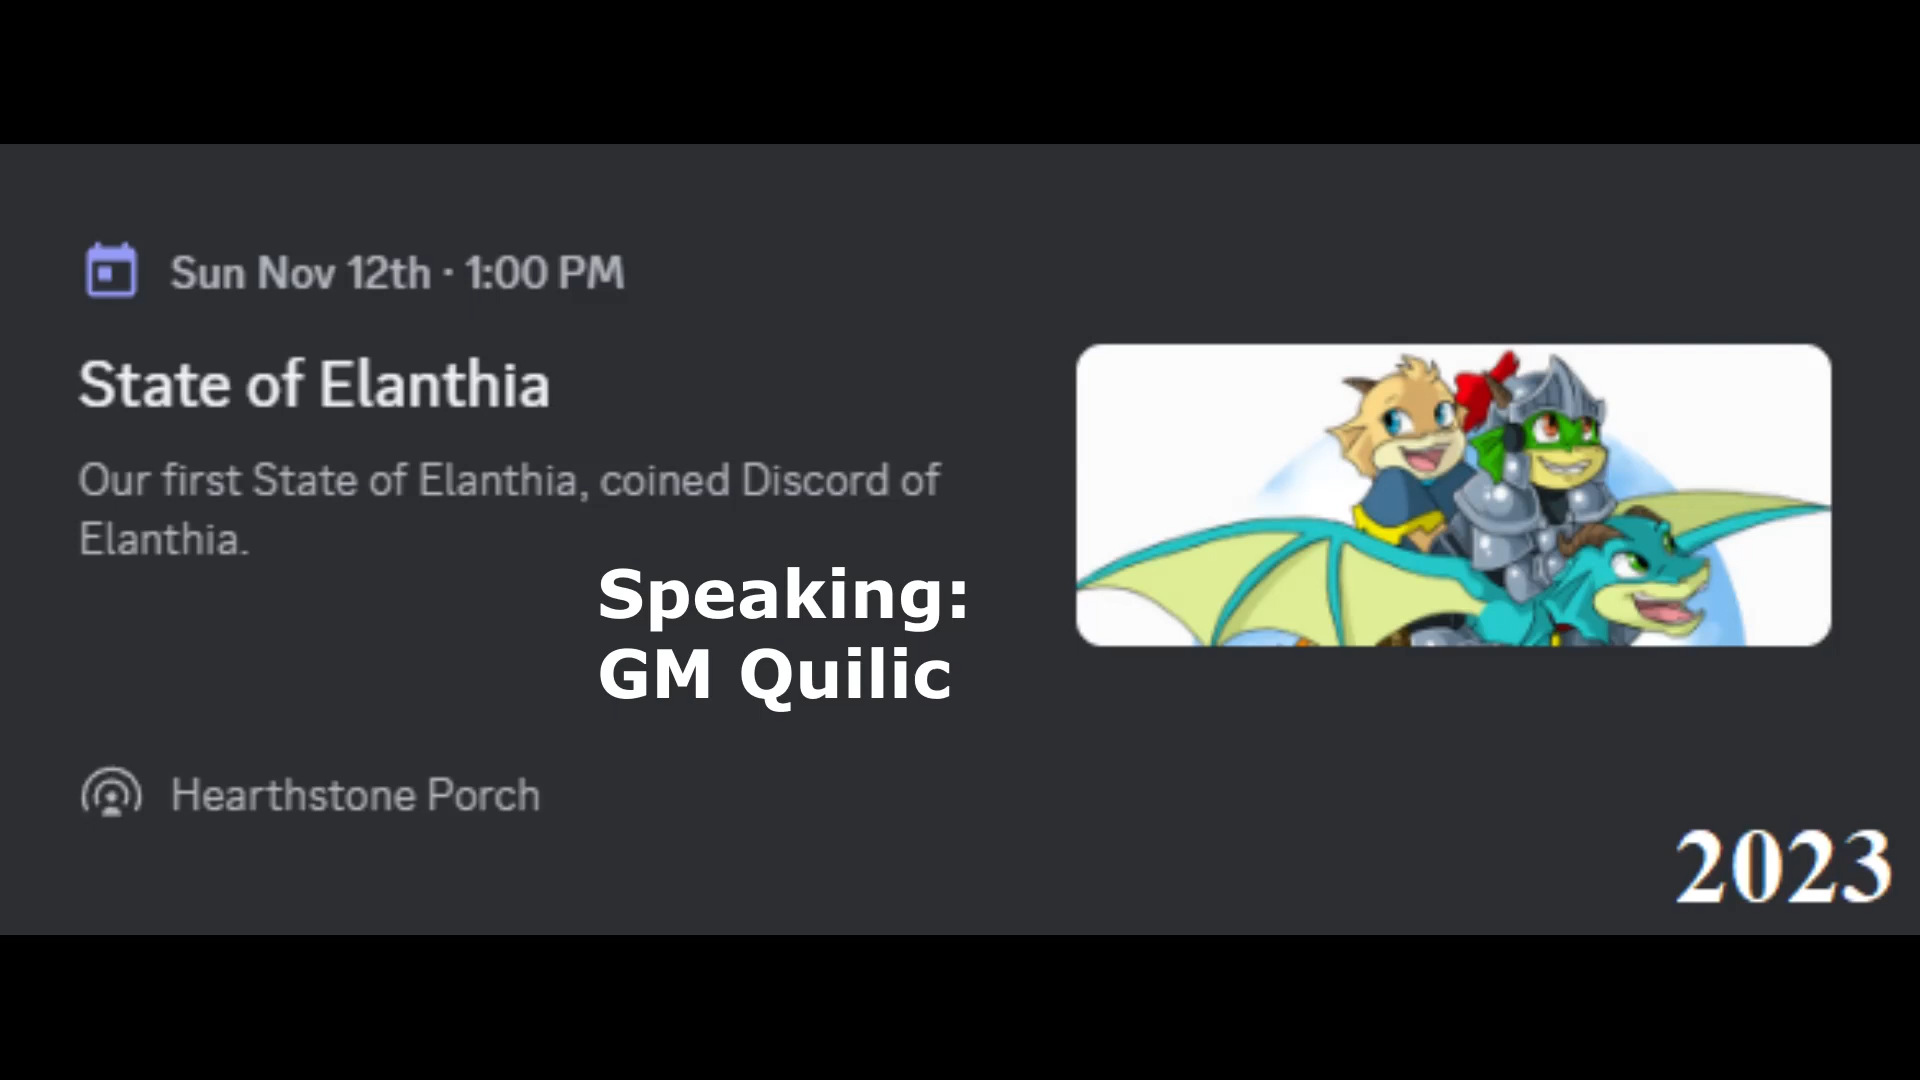 Sun Nov 12th · 1:00 PM
State of Elanthia
Our first State of Elanthia, coined Discord of
Elanthia.
Speaking:
GM Quilic
Hearthstone Porch
2023